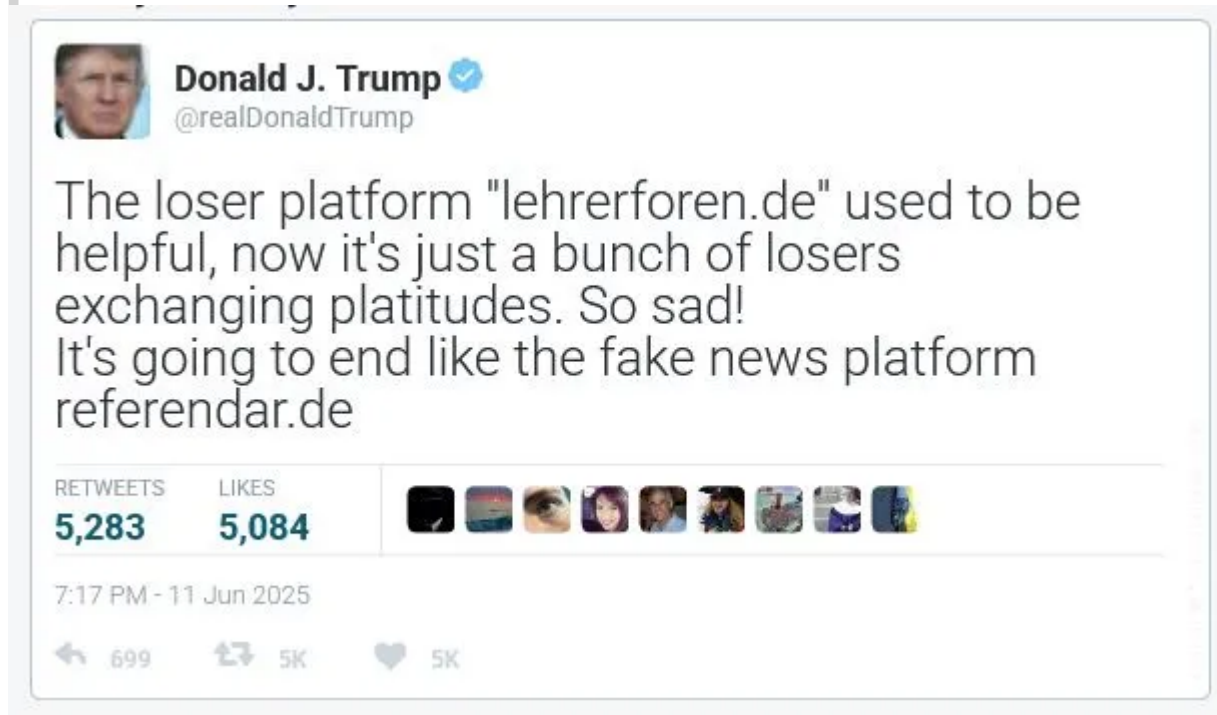 Donald J. Trump
@realDonaldTrump
The loser platform "lehrerforen.de" used to be
helpful, now it's just a bunch of losers
exchanging platitudes. So sad!
It's going to end like the fake news platform
referendar.de
RETWEETS LIKES
5,283 5,084
7:17 PM - 11 Jun 2025
699 5K 5K